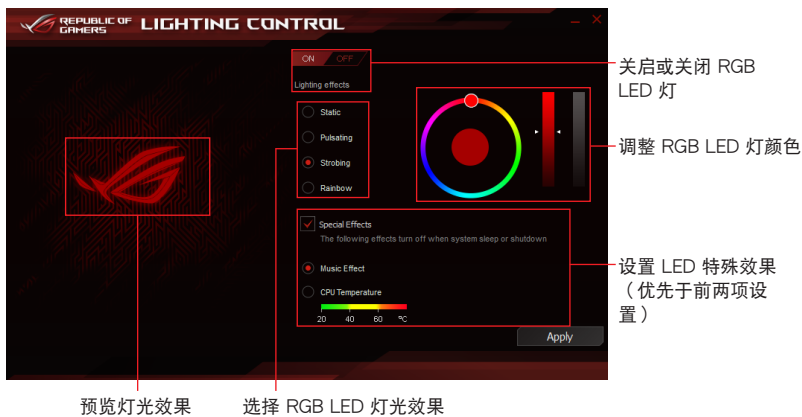 REPUBLIC OF
GAMERS
LIGHTING CONTROL
ON
OFF
Lighting effects
Static
Pulsating
Strobing
Rainbow
Special Effects
The following effects turn off when system sleep or shutdown
Music Effect
CPU Temperature
20 40 60 ºC
Apply
关启或关闭 RGB
LED 灯
调整 RGB LED 灯颜色
设置 LED 特殊效果
（优先于前两项设
置）
预览灯光效果
选择 RGB LED 灯光效果